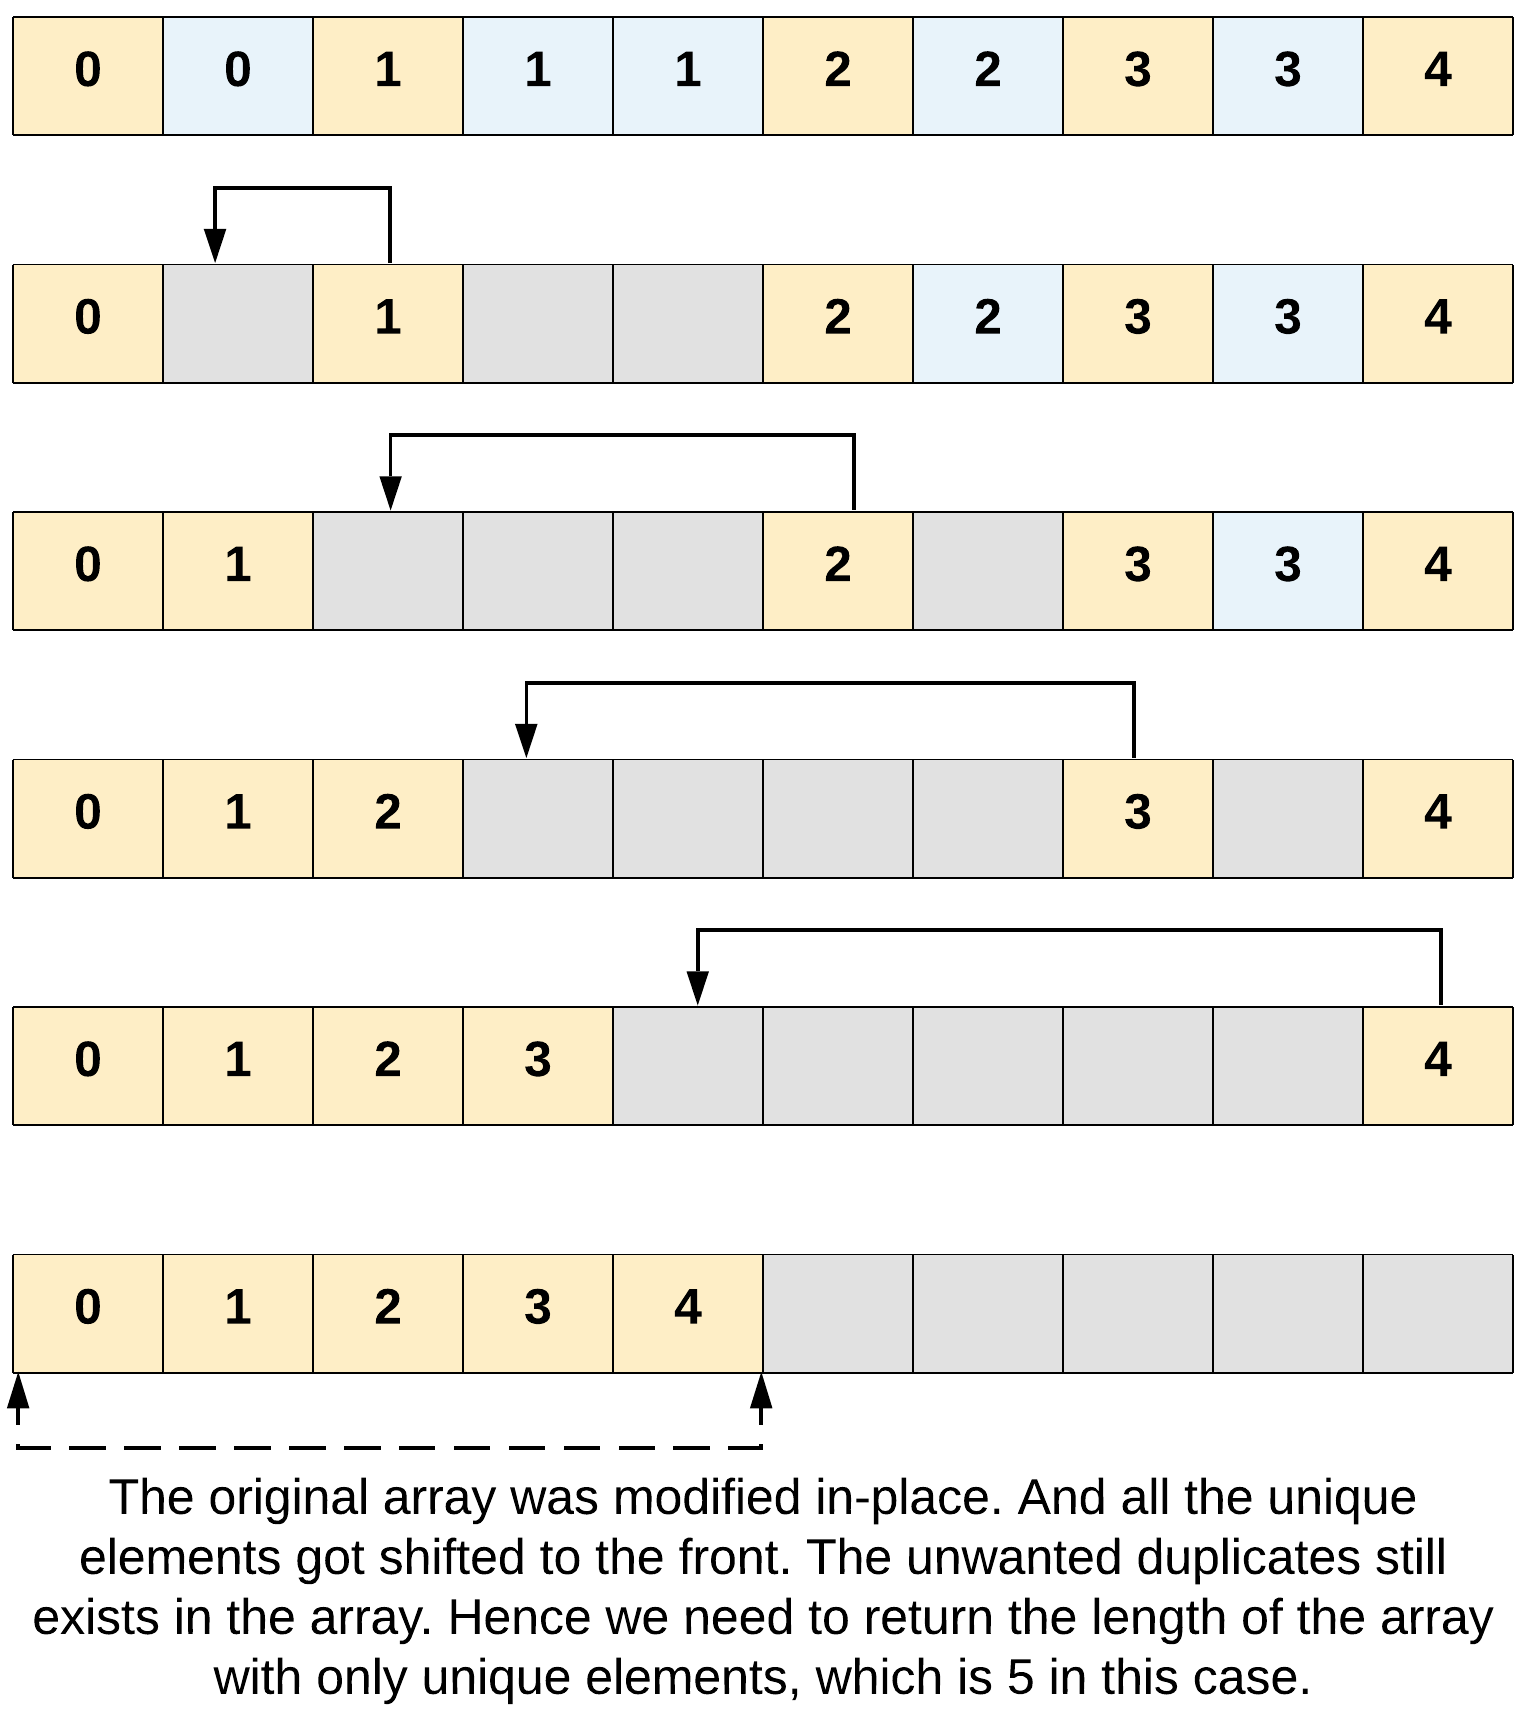 0 0 1 1 1 2 2 3 3 4
0 1 2 2 3 3 4
0 1 2 3 3 4
0 1 2 3 4
0 1 2 3 4
0 1 2 3 4
The original array was modified in-place. And all the unique
elements got shifted to the front. The unwanted duplicates still
exists in the array. Hence we need to return the length of the array
with only unique elements, which is 5 in this case.